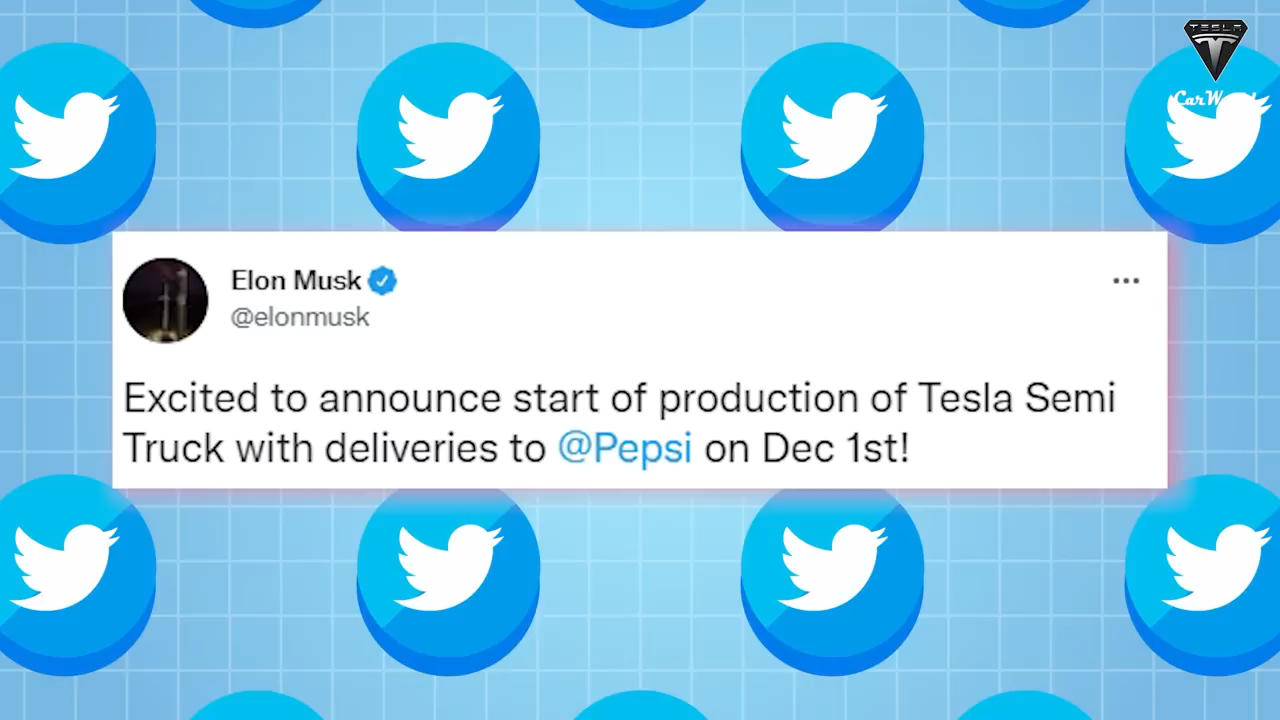 TESLA
Elon Musk
@elonmusk
Excited to announce start of production of Tesla Semi
Truck with deliveries to @Pepsi on Dec 1st!